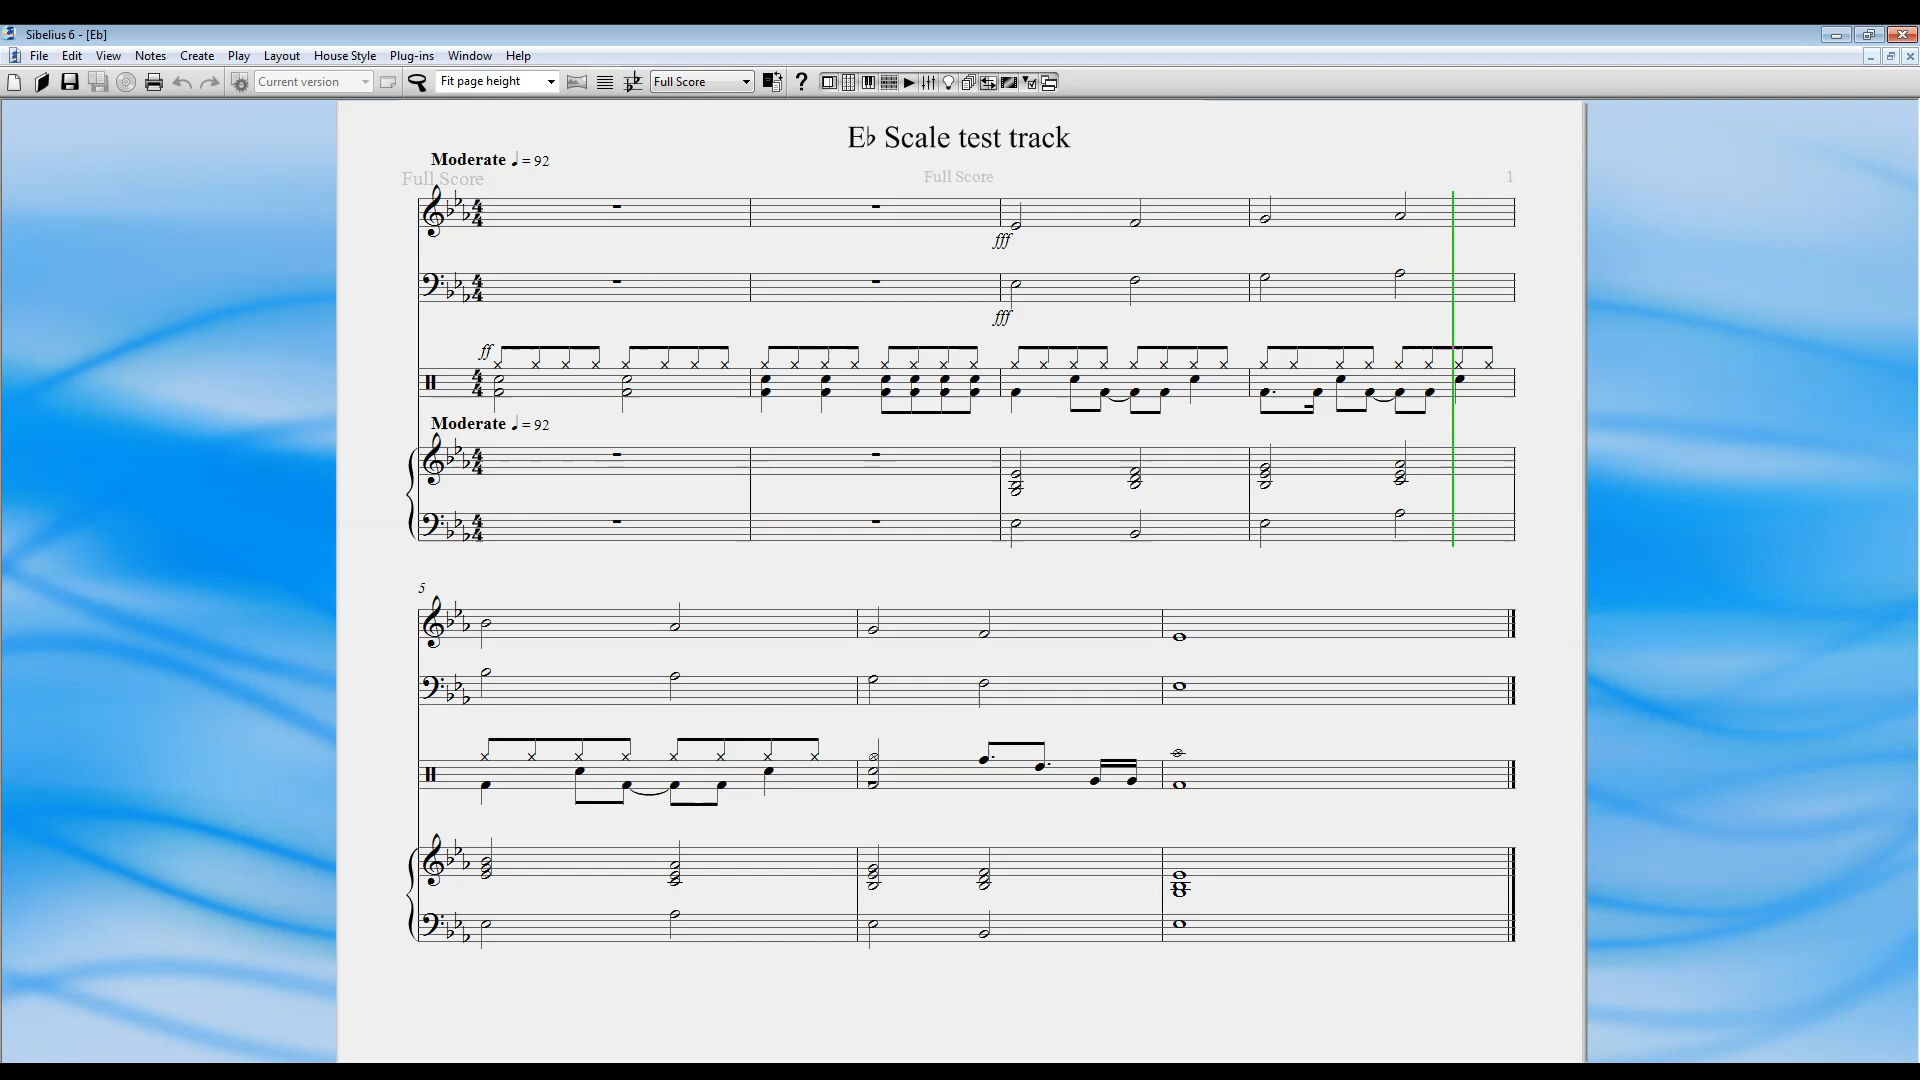 Sibelius 6 - [Eb]
File Edit View Notes Create Play Layout House Style Plug-ins Window Help
Current version Fit page height Full Score
E♭ Scale test track
Moderate ♩ = 92
Full Score Full Score 1
fff
fff
ff
Moderate ♩ = 92
5